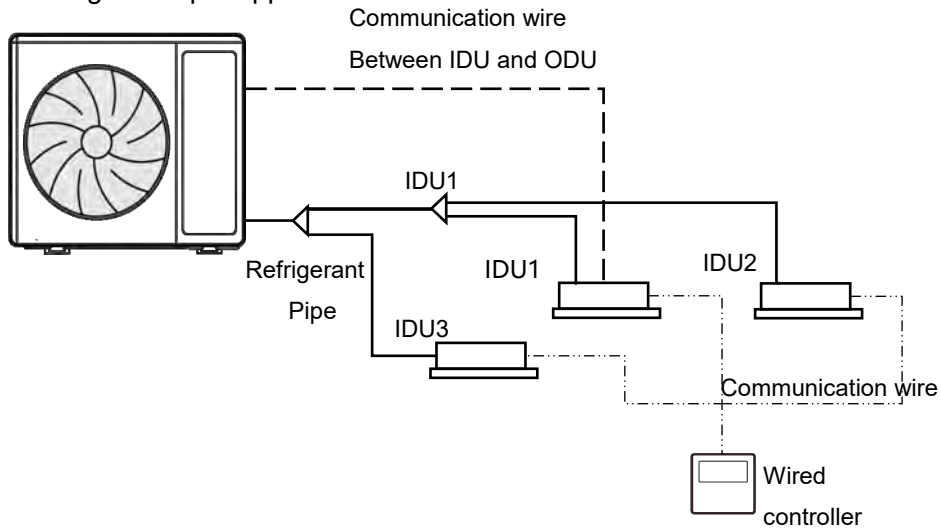 Communication wire
Between IDU and ODU
IDU1
Refrigerant
Pipe
IDU1
IDU2
IDU3
Communication wire
Wired
controller